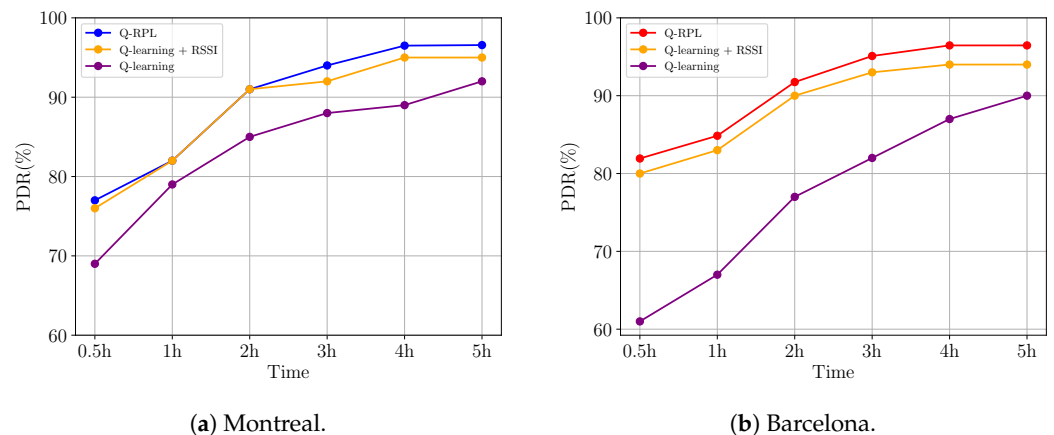 100
90
80
70
60
PDR(%)
Q-RPL
Q-learning + RSSI
Q-learning
0.5h 1h 2h 3h 4h 5h
Time
(a) Montreal.
100
90
80
70
60
PDR(%)
Q-RPL
Q-learning + RSSI
Q-learning
0.5h 1h 2h 3h 4h 5h
Time
(b) Barcelona.